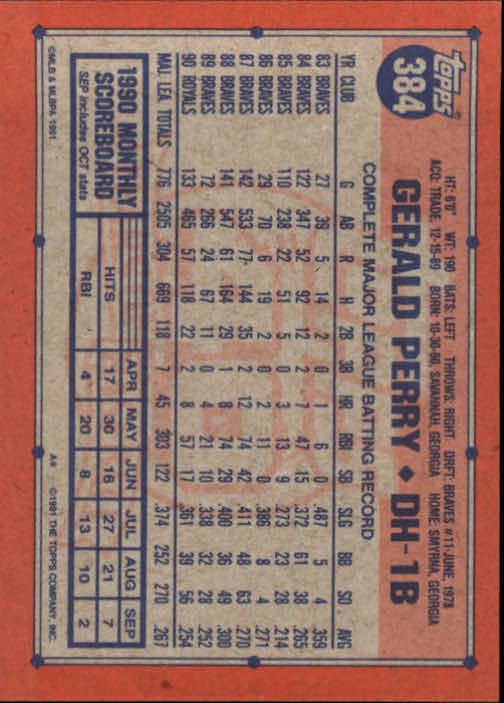 topps®
384
HT: 6'0" WT: 190 BATS: LEFT THROWS: RIGHT DRFT: BRAVES #11-JUNE, 1978
ACQ: TRADE, 12-15-89 BORN: 10-30-60, SAVANNAH, GEORGIA HOME: SMYRNA, GEORGIA
GERALD PERRY ♦ DH-1B
COMPLETE MAJOR LEAGUE BATTING RECORD
YR CLUB G AB R H 2B 3B HR RBI SB SLG BB SO AVG
83 BRAVES 27 39 5 14 2 0 1 6 0 .487 5 4 .359
84 BRAVES 122 347 52 92 12 2 7 47 15 .372 61 38 .265
85 BRAVES 110 238 22 51 5 0 3 13 9 .273 23 28 .214
86 BRAVES 29 70 6 19 2 0 2 11 0 .386 8 4 .271
87 BRAVES 142 533 77 144 35 2 12 74 42 .411 48 63 .270
88 BRAVES 141 547 61 164 29 1 8 74 29 .400 36 49 .300
89 BRAVES 72 266 24 67 11 0 4 21 10 .338 32 28 .252
90 ROYALS 133 465 57 118 22 2 8 57 17 .361 39 56 .254
MAJ. LEA. TOTALS 776 2505 304 669 118 7 45 303 122 .374 252 270 .267
1990 MONTHLY SCOREBOARD
SEP includes OCT stats
APR MAY JUN JUL AUG SEP
HITS 17 30 16 27 21 7
RBI 4 20 8 13 10 2
©MLB & MLBPA 1991
A* ©1991 THE TOPPS COMPANY, INC.